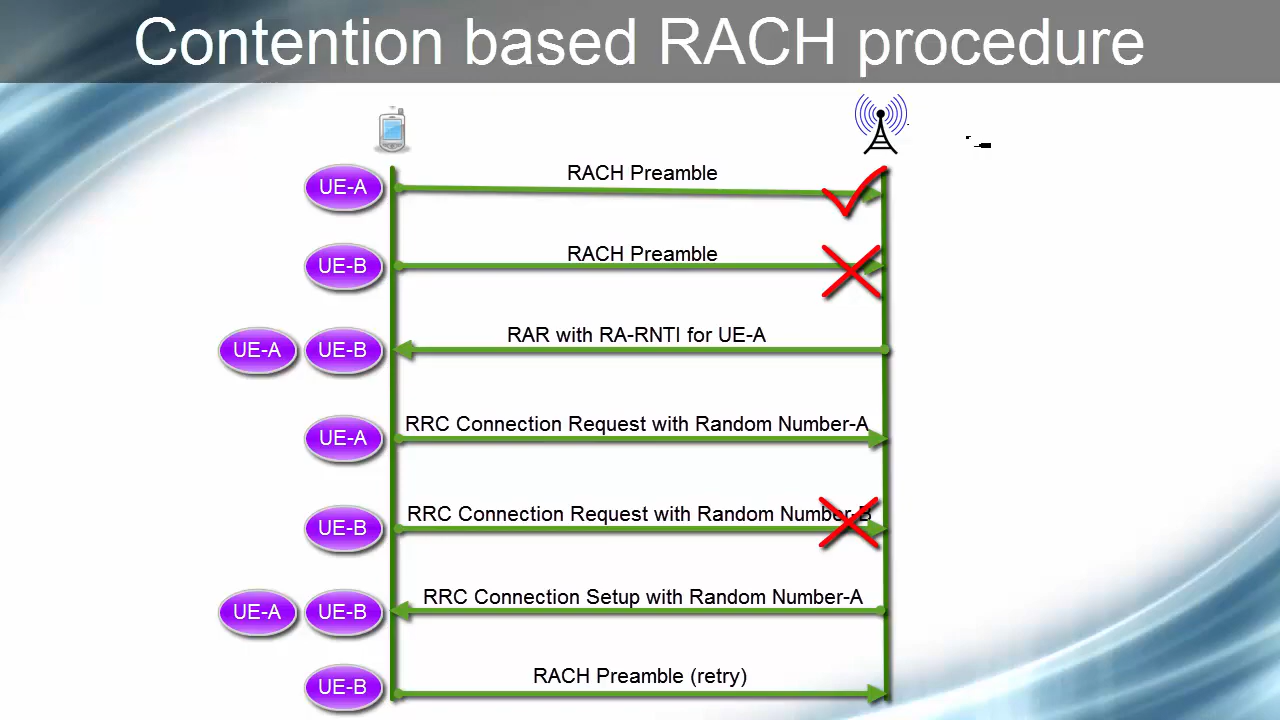 Contention based RACH procedure
UE-A
RACH Preamble
UE-B
RACH Preamble
UE-A UE-B
RAR with RA-RNTI for UE-A
UE-A
RRC Connection Request with Random Number-A
UE-B
RRC Connection Request with Random Number-B
UE-A UE-B
RRC Connection Setup with Random Number-A
UE-B
RACH Preamble (retry)